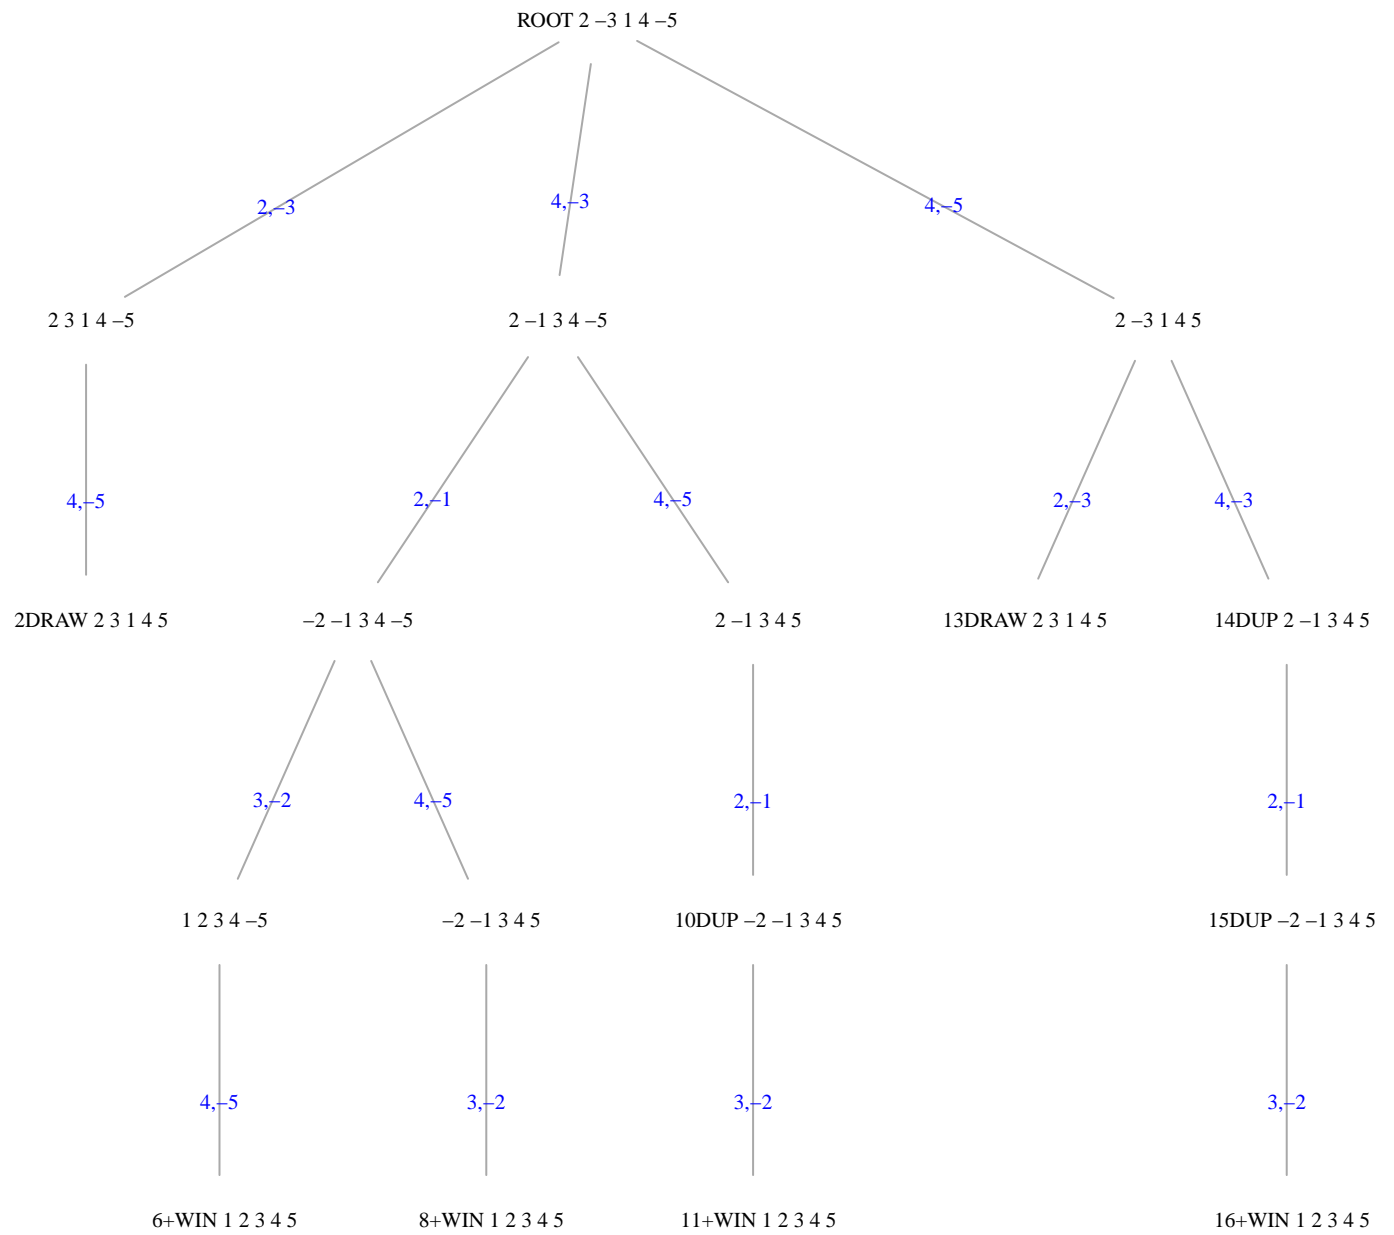 ROOT 2 –3 1 4 –5
2,–3
4,–3
4,–5
2 3 1 4 –5
2 –1 3 4 –5
2 –3 1 4 5
4,–5
2,–1
4,–5
2,–3
4,–3
2DRAW 2 3 1 4 5
–2 –1 3 4 –5
2 –1 3 4 5
13DRAW 2 3 1 4 5
14DUP 2 –1 3 4 5
3,–2
4,–5
2,–1
2,–1
1 2 3 4 –5
–2 –1 3 4 5
10DUP –2 –1 3 4 5
15DUP –2 –1 3 4 5
4,–5
3,–2
3,–2
3,–2
6+WIN 1 2 3 4 5
8+WIN 1 2 3 4 5
11+WIN 1 2 3 4 5
16+WIN 1 2 3 4 5